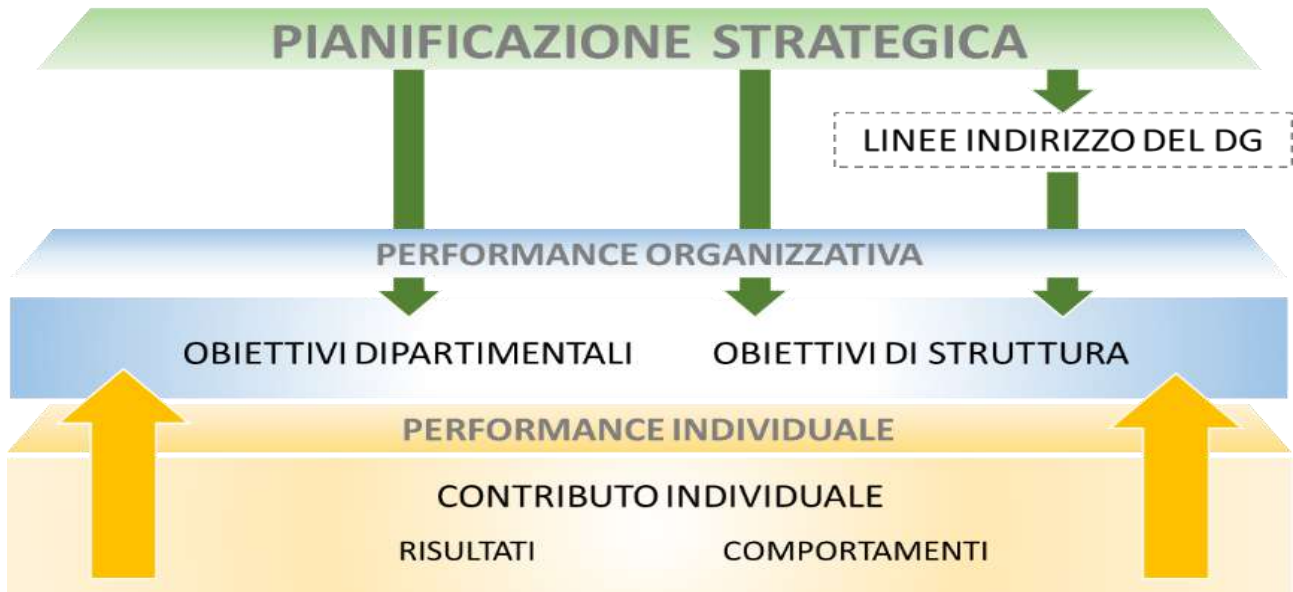 PIANIFICAZIONE STRATEGICA
LINEE INDIRIZZO DEL DG
PERFORMANCE ORGANIZZATIVA
OBIETTIVI DIPARTIMENTALI OBIETTIVI DI STRUTTURA
PERFORMANCE INDIVIDUALE
CONTRIBUTO INDIVIDUALE
RISULTATI COMPORTAMENTI